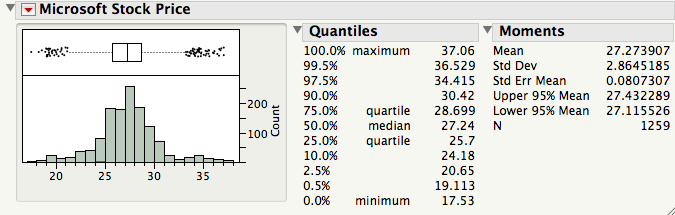 Microsoft Stock Price
200
100
Count
20 25 30 35
Quantiles
100.0% maximum 37.06
99.5% 36.529
97.5% 34.415
90.0% 30.42
75.0% quartile 28.699
50.0% median 27.24
25.0% quartile 25.7
10.0% 24.18
2.5% 20.65
0.5% 19.113
0.0% minimum 17.53
Moments
Mean 27.273907
Std Dev 2.8645185
Std Err Mean 0.0807307
Upper 95% Mean 27.432289
Lower 95% Mean 27.115526
N 1259